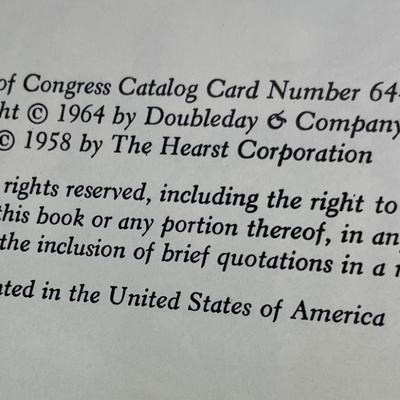 of Congress Catalog Card Number 64-
ht © 1964 by Doubleday & Company
© 1958 by The Hearst Corporation
rights reserved, including the right to
this book or any portion thereof, in an
the inclusion of brief quotations in a r
nted in the United States of America